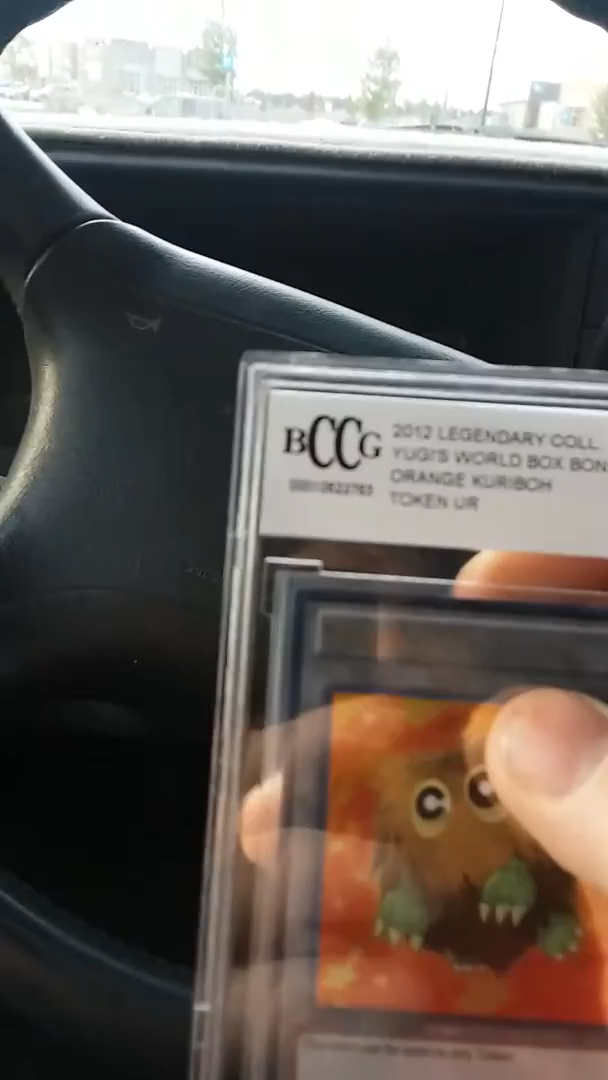 BCCG
2012 LEGENDARY COLL
YUGI'S WORLD BOX BON
ORANGE KURIBOH
TOKEN UR